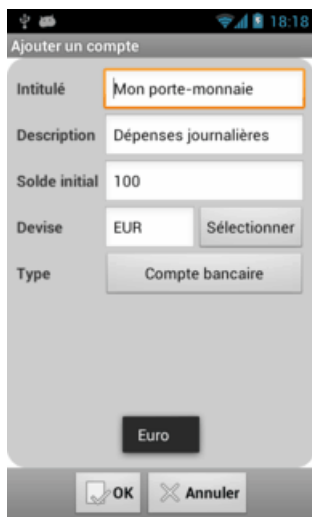 18:18
Ajouter un compte
Intitulé Mon porte-monnaie
Description Dépenses journalières
Solde initial 100
Devise EUR Sélectionner
Type Compte bancaire
Euro
OK Annuler